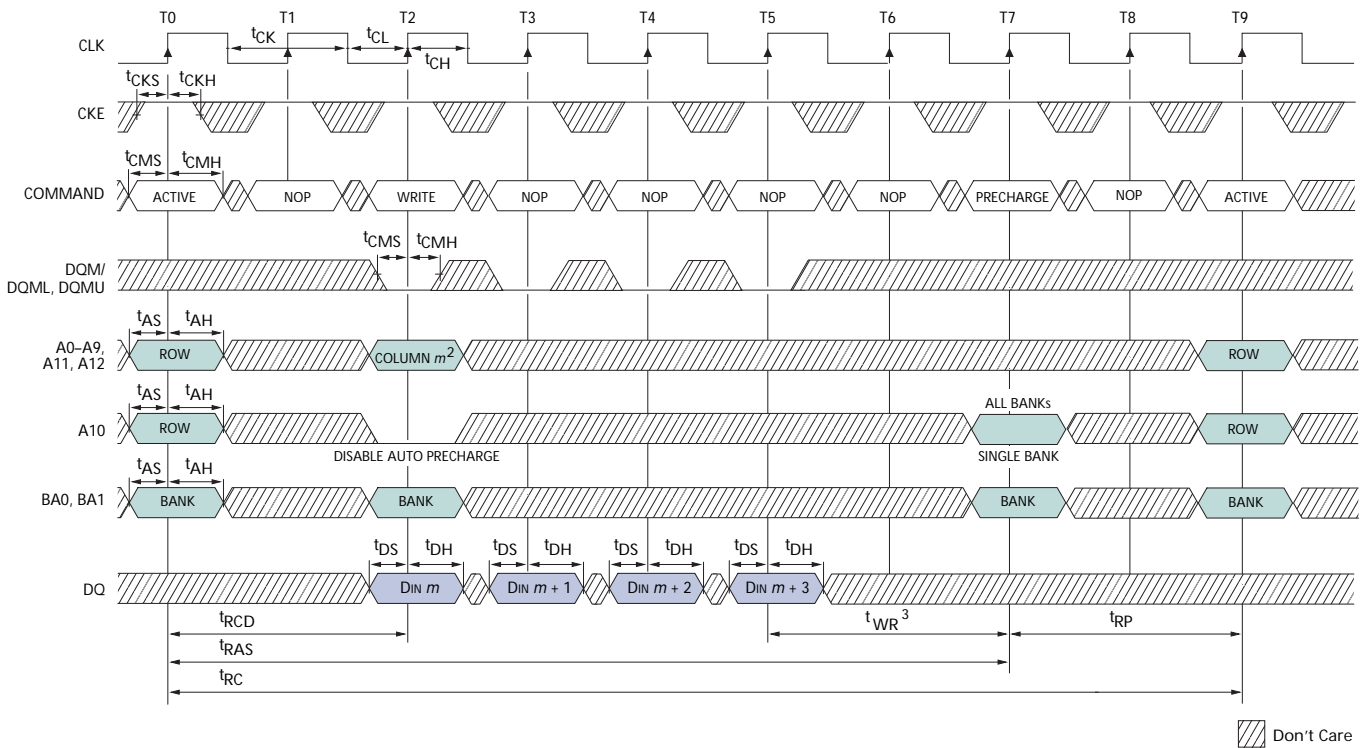 T0 T1 T2 T3 T4 T5 T6 T7 T8 T9
CLK
tCK tCL
tCH
tCKS tCKH
CKE
tCMS tCMH
COMMAND ACTIVE NOP WRITE NOP NOP NOP NOP PRECHARGE NOP ACTIVE
tCMS tCMH
DQM/
DQML, DQMU
tAS tAH
A0–A9,
A11, A12
ROW COLUMN m2 ROW
tAS tAH
ALL BANKs
A10 ROW ROW
DISABLE AUTO PRECHARGE SINGLE BANK
tAS tAH
BA0, BA1 BANK BANK BANK BANK
tDS tDH tDS tDH tDS tDH tDS tDH
DQ DIN m DIN m + 1 DIN m + 2 DIN m + 3
tRCD tWR3 tRP
tRAS
tRC
Don't Care